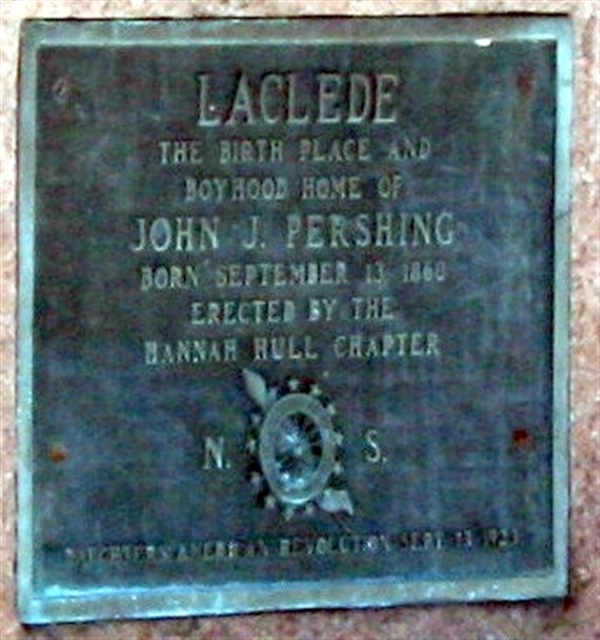 LACLEDE
THE BIRTH PLACE AND
BOYHOOD HOME OF
JOHN J. PERSHING
BORN SEPTEMBER 13 1860
ERECTED BY THE
HANNAH HULL CHAPTER
N. S.
DAUGHTERS AMERICAN REVOLUTION SEPT 13